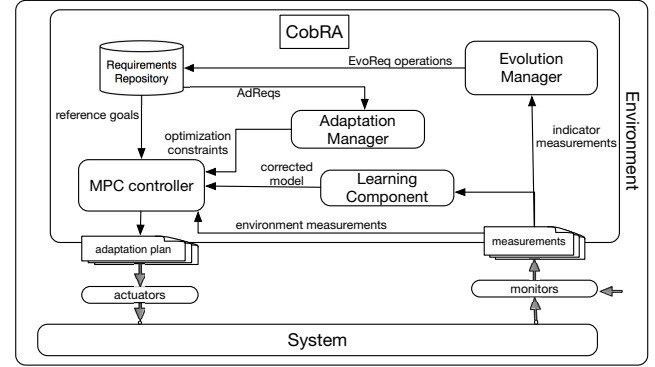 CobRA
Requirements
Repository
EvoReq operations
Evolution
Manager
AdReqs
reference goals
Adaptation
Manager
indicator
measurements
Environment
optimization
constraints
corrected
model
Learning
Component
MPC controller
environment measurements
adaptation plan
measurements
actuators
monitors
System